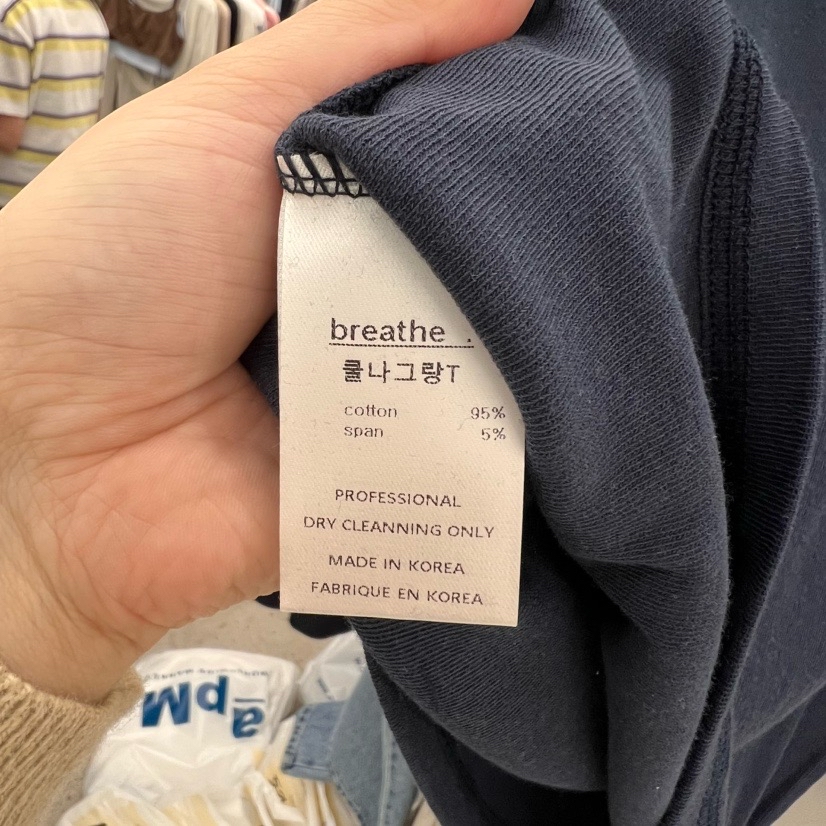 breathe .
쿨나그랑T
cotton 95%
span 5%
PROFESSIONAL
DRY CLEANNING ONLY
MADE IN KOREA
FABRIQUE EN KOREA
apM